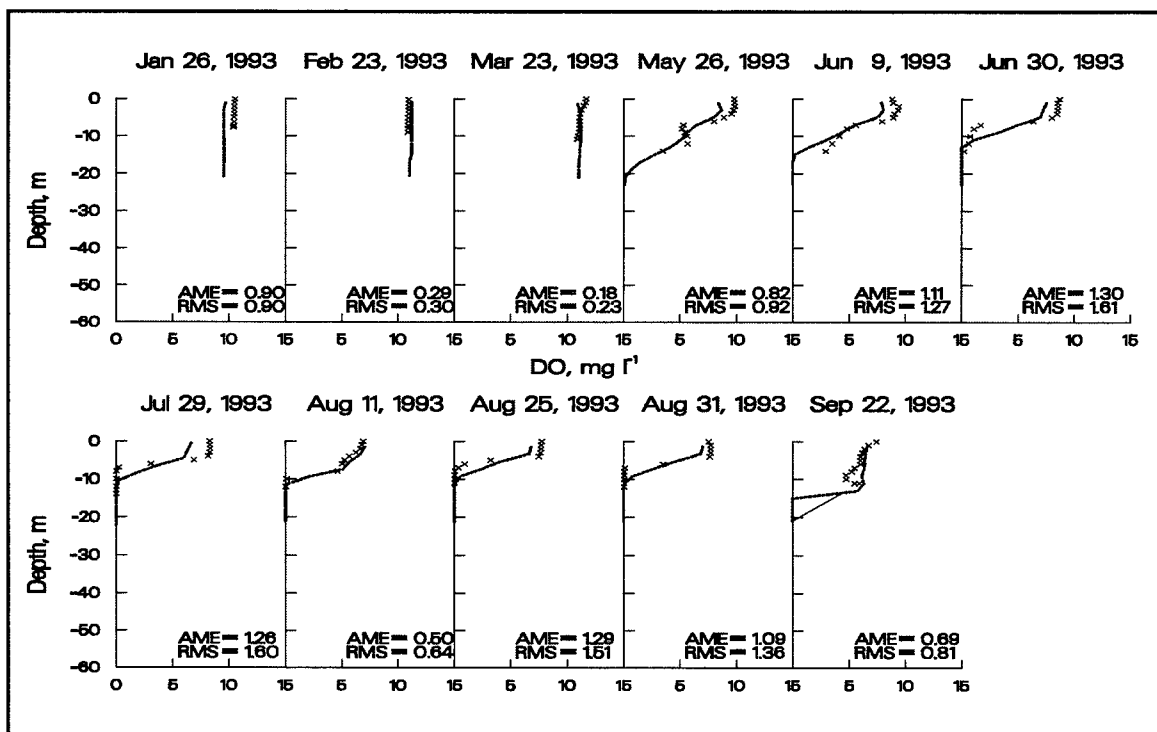 Jan 26, 1993 Feb 23, 1993 Mar 23, 1993 May 26, 1993 Jun 9, 1993 Jun 30, 1993
0
-10
-20
-30
-40
-50
-60
Depth, m
AME= 0.90 AME= 0.29 AME= 0.18 AME= 0.82 AME= 1.11 AME= 1.30
RMS= 0.90 RMS= 0.30 RMS= 0.23 RMS= 0.92 RMS= 1.27 RMS= 1.61
0 5 10 15 5 10 15 5 10 15 5 10 15 5 10 15 5 10 15
DO, mg l¹
Jul 29, 1993 Aug 11, 1993 Aug 25, 1993 Aug 31, 1993 Sep 22, 1993
0
-10
-20
-30
-40
-50
-60
Depth, m
AME= 1.26 AME= 0.50 AME= 1.29 AME= 1.09 AME= 0.69
RMS= 1.60 RMS= 0.64 RMS= 1.51 RMS= 1.36 RMS= 0.81
0 5 10 15 5 10 15 5 10 15 5 10 15 5 10 15